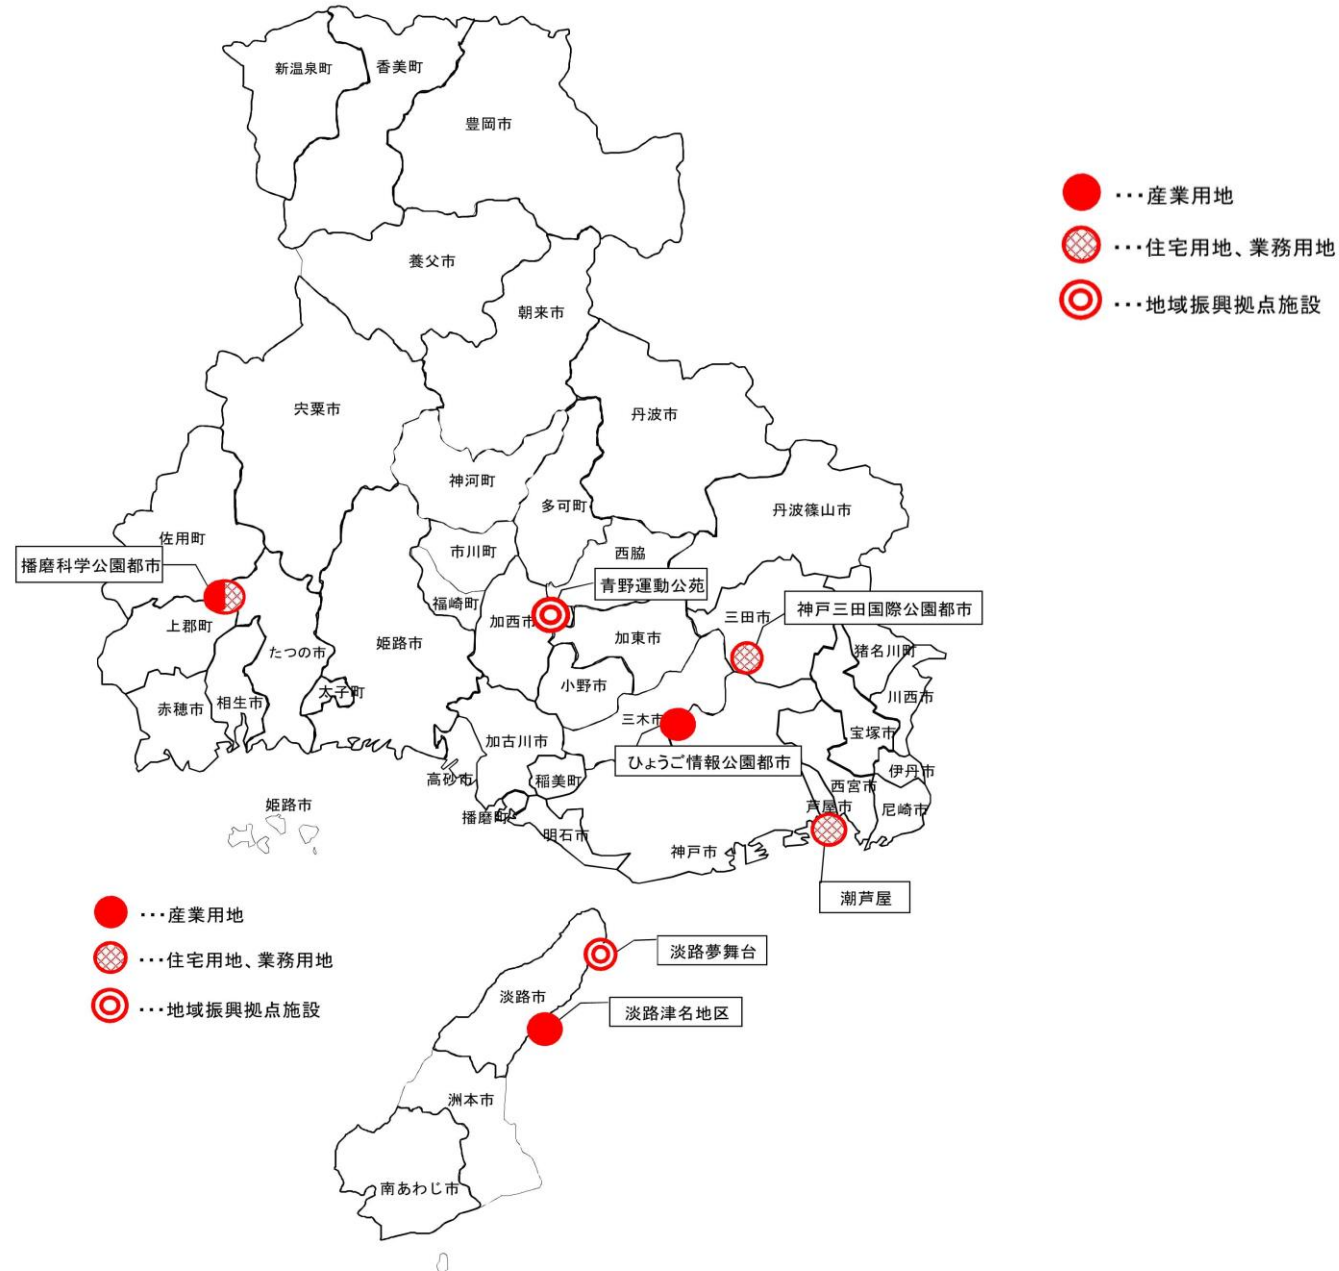 新温泉町
香美町
豊岡市
・・・産業用地
・・・住宅用地、業務用地
・・・地域振興拠点施設
養父市
朝来市
宍粟市
丹波市
神河町
多可町
丹波篠山市
佐用町
市川町
西脇
播磨科学公園都市
青野運動公苑
福崎町
加西市
三田市
神戸三田国際公園都市
上郡町
姫路市
加東市
たつの市
猪名川町
小野市
太子町
赤穂市
相生市
川西市
三木市
宝塚市
加古川市
ひょうご情報公園都市
伊丹市
高砂市
稲美町
西宮市
姫路市
芦屋市
尼崎市
播磨町
明石市
神戸市
潮芦屋
・・・産業用地
・・・住宅用地、業務用地
・・・地域振興拠点施設
淡路夢舞台
淡路市
淡路津名地区
洲本市
南あわじ市